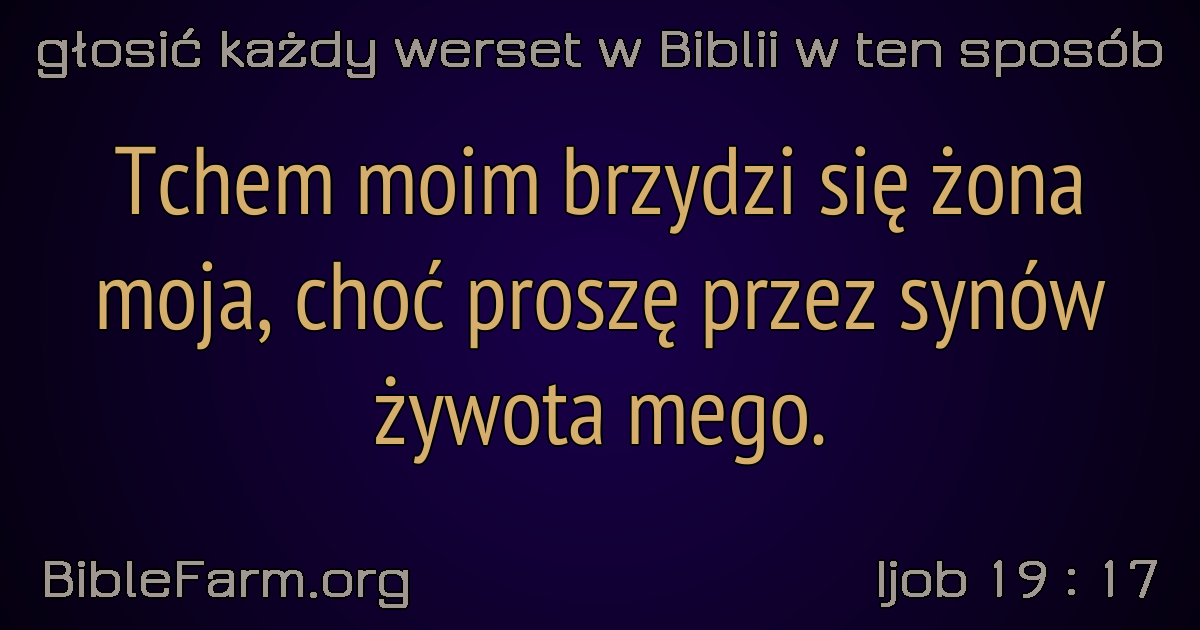 głosić każdy werset w Biblii w ten sposób
Tchem moim brzydzi się żona
moja, choć proszę przez synów
żywota mego.
BibleFarm.org
Ijob 19 : 17